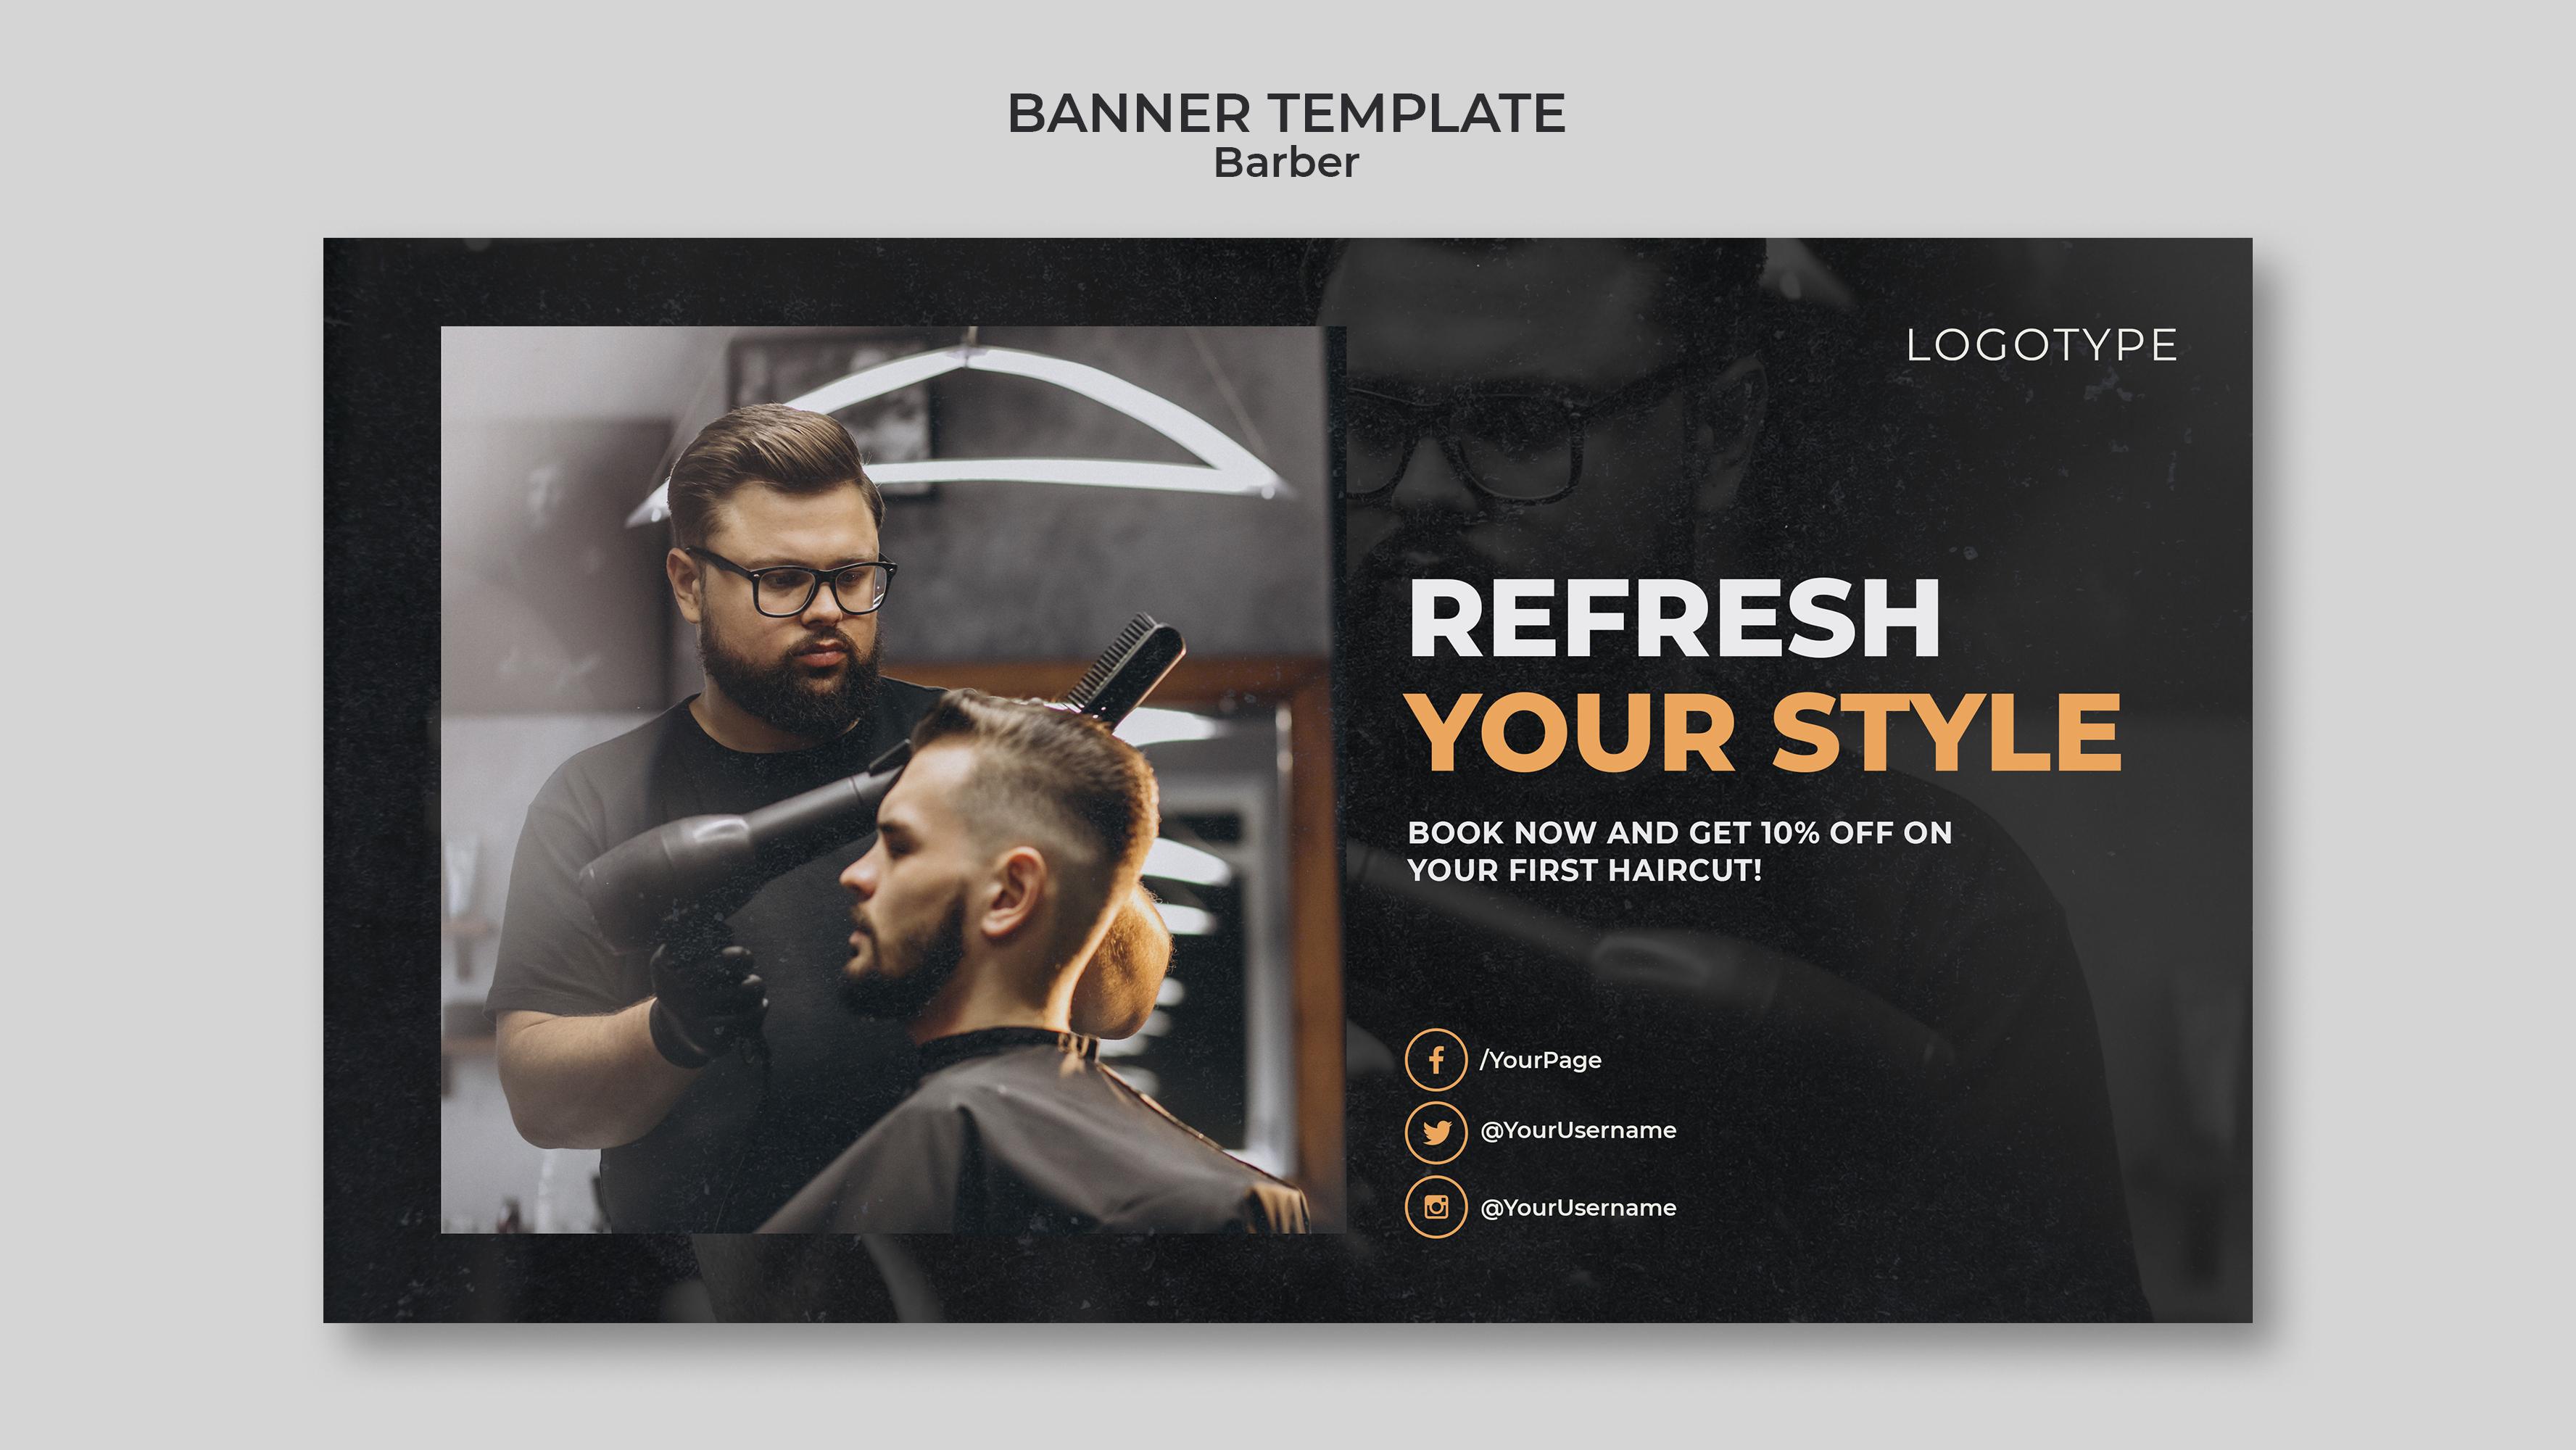 BANNER TEMPLATE
Barber
LOGOTYPE
REFRESH
YOUR STYLE
BOOK NOW AND GET 10% OFF ON
YOUR FIRST HAIRCUT!
/YourPage
@YourUsername
@YourUsername